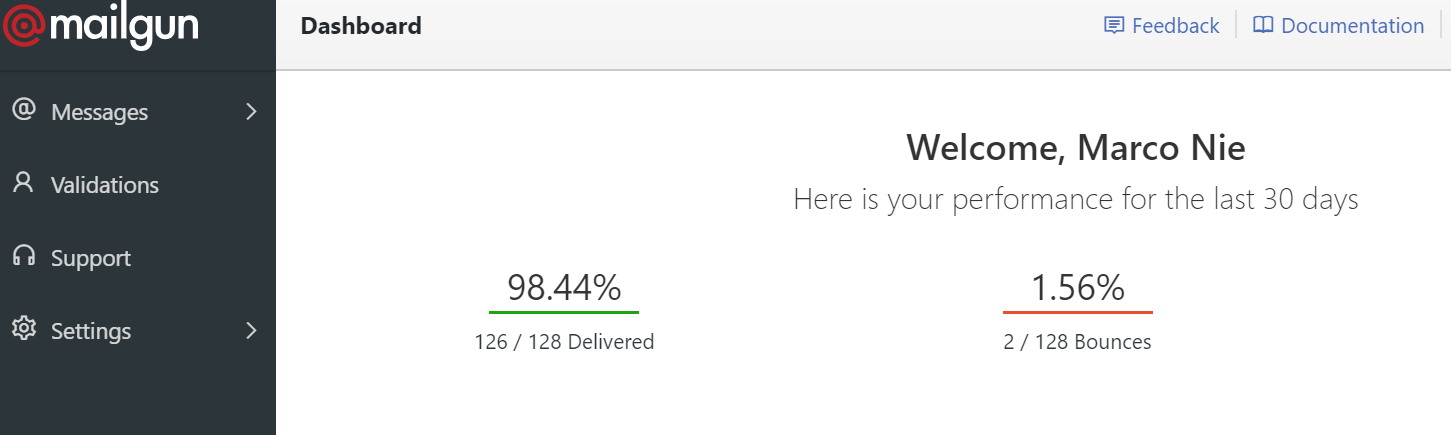 mailgun
Dashboard
Feedback
Documentation
Messages
Validations
Support
Settings
Welcome, Marco Nie
Here is your performance for the last 30 days
98.44%
126 / 128 Delivered
1.56%
2 / 128 Bounces